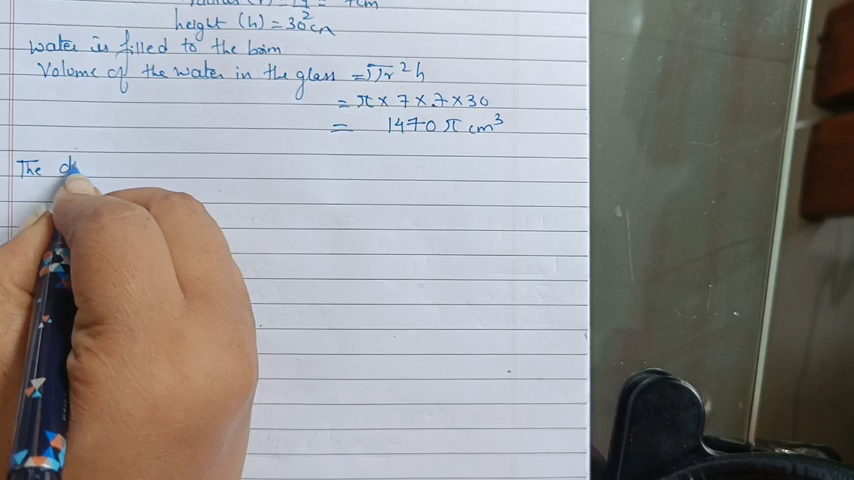 = 7cm
height (h) = 30 cm
water is filled to the brim
Volume of the water in the glass = πr²h
= π × 7 × 7 × 30
= 1470 π cm³
The d